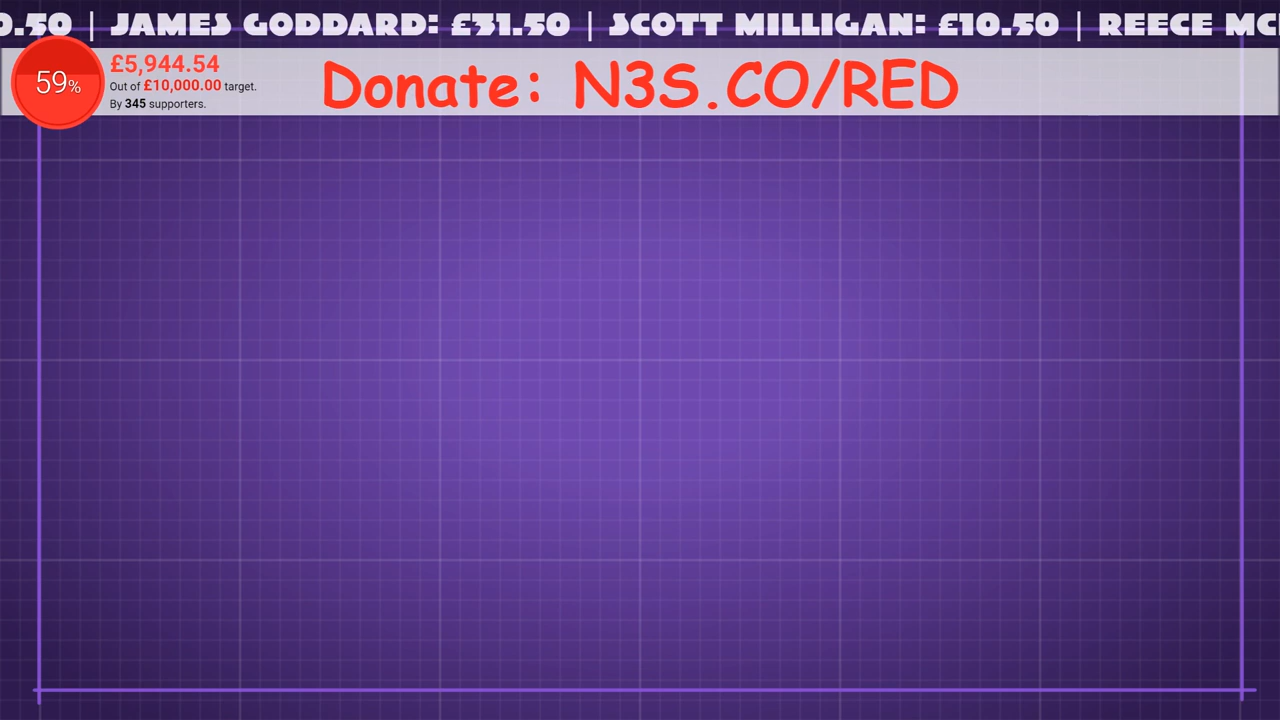 0.50 | JAMES GODDARD: £31.50 | SCOTT MILLIGAN: £10.50 | REECE MC
59%
£5,944.54
Out of £10,000.00 target.
By 345 supporters.
Donate: N3S.CO/RED